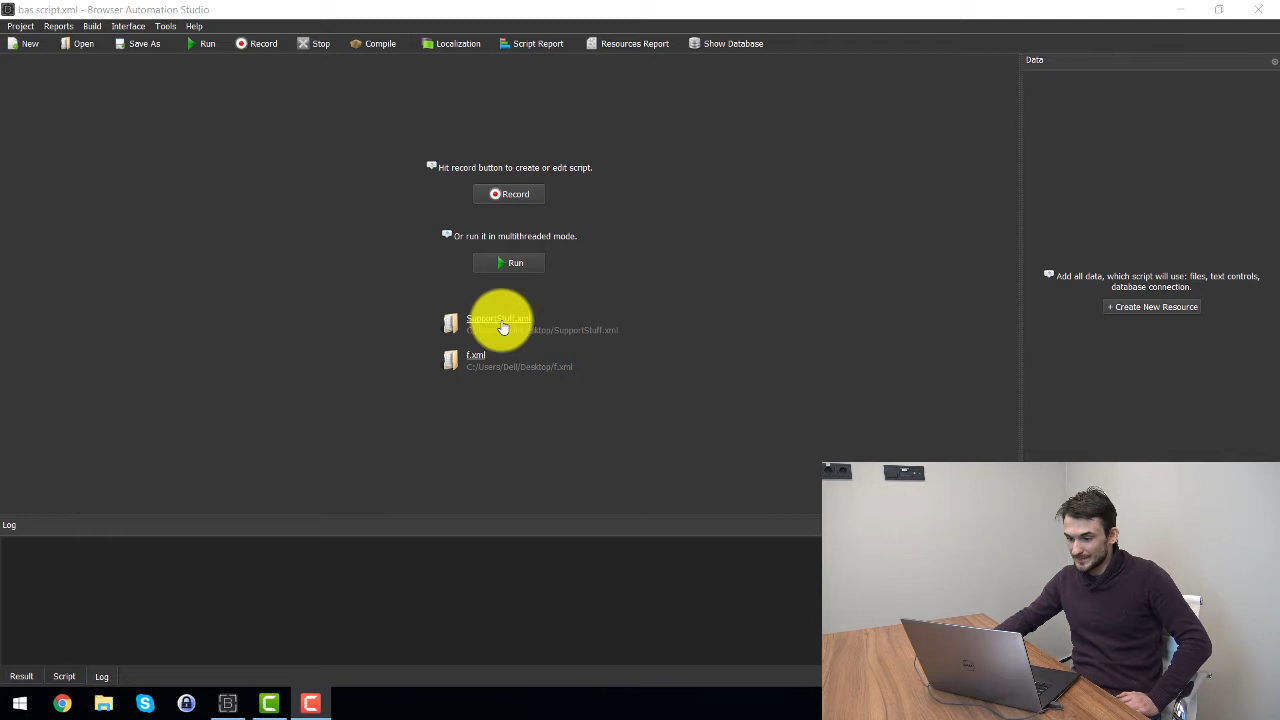 bas script.xml - Browser Automation Studio
Project Reports Build Interface Tools Help
New Open Save As Run Record Stop Compile Localization Script Report Resources Report Show Database
Data
Hit record button to create or edit script.
Record
Or run it in multithreaded mode.
Run
SupportStuff.xml
ktop/SupportStuff.xml
f.xml
C:/Users/Dell/Desktop/f.xml
Add all data, which script will use: files, text controls,
database connection.
+ Create New Resource
Log
Result Script Log